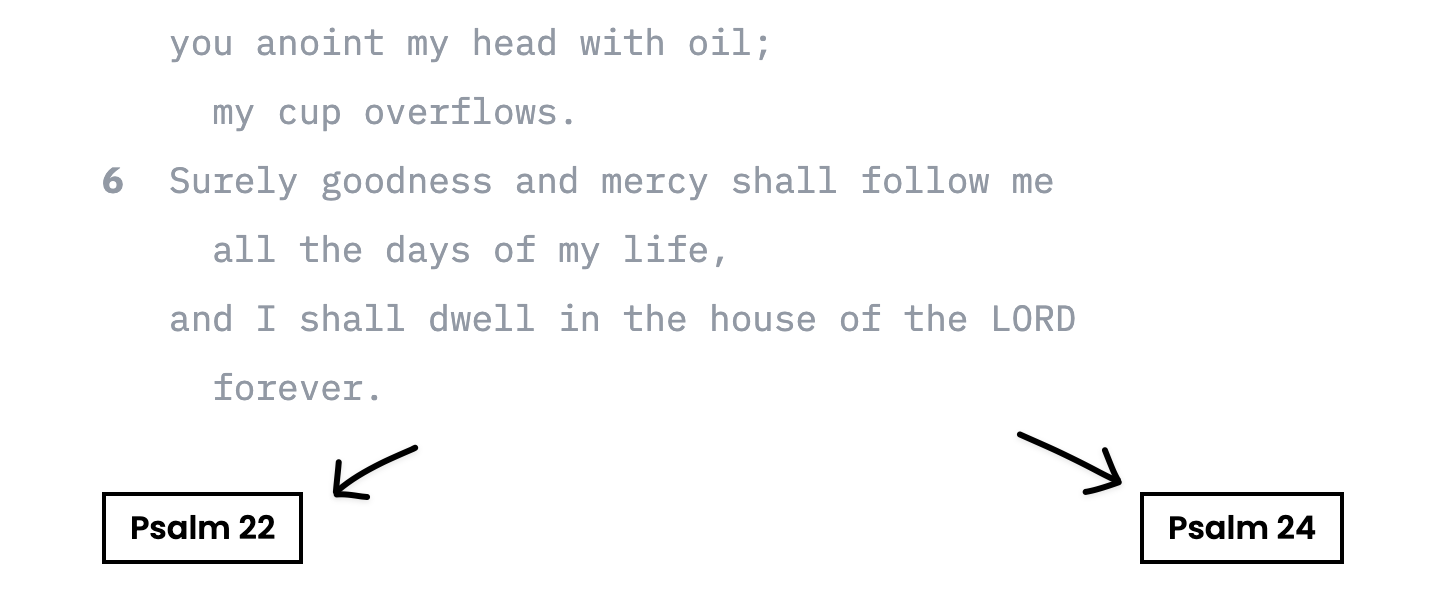 you anoint my head with oil;
my cup overflows.
6 Surely goodness and mercy shall follow me
all the days of my life,
and I shall dwell in the house of the LORD
forever.
Psalm 22
Psalm 24